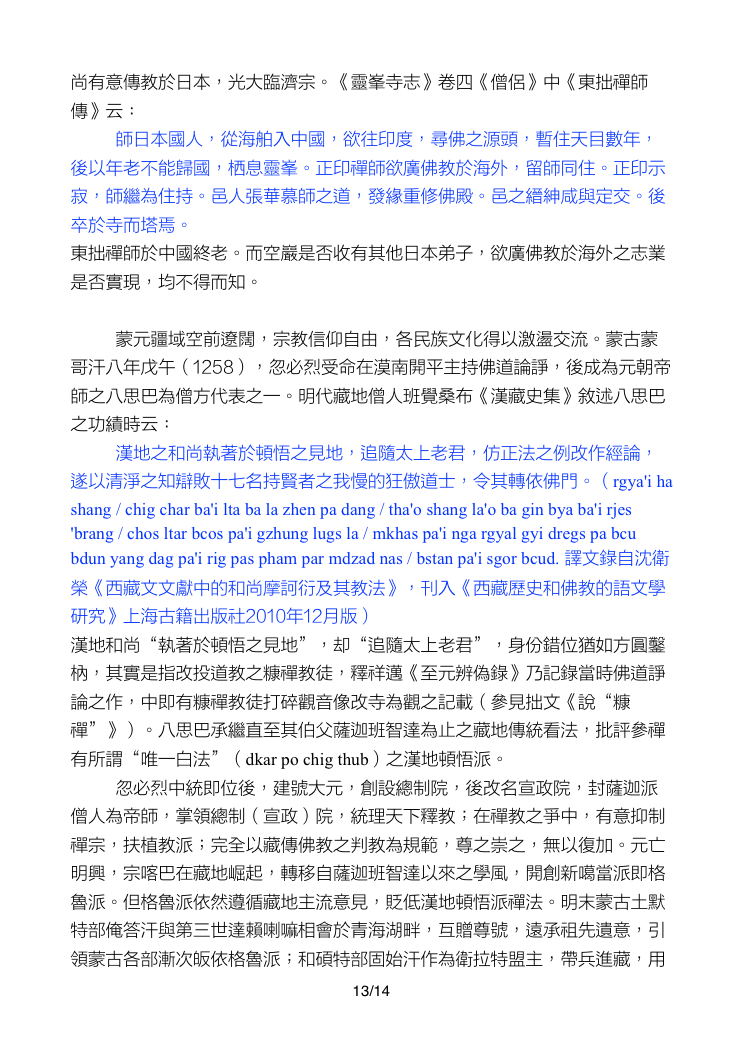 尚有意傳教於日本，光大臨濟宗。《靈峯寺志》卷四《僧侶》中《東拙禪師
傳》云：
師日本國人，從海舶入中國，欲往印度，尋佛之源頭，暫住天目數年，
後以年老不能歸國，栖息靈峯。正印禪師欲廣佛教於海外，留師同住。正印示
寂，師繼為住持。邑人張華慕師之道，發緣重修佛殿。邑之縉紳咸與定交。後
卒於寺而塔焉。
東拙禪師於中國終老。而空巖是否收有其他日本弟子，欲廣佛教於海外之志業
是否實現，均不得而知。
蒙元疆域空前遼闊，宗教信仰自由，各民族文化得以激盪交流。蒙古蒙
哥汗八年戊午（1258），忽必烈受命在漠南開平主持佛道論諍，後成為元朝帝
師之八思巴為僧方代表之一。明代藏地僧人班覺桑布《漢藏史集》敘述八思巴
之功績時云：
漢地之和尚執著於頓悟之見地，追隨太上老君，仿正法之例改作經論，
遂以清淨之知辯敗十七名持賢者之我慢的狂傲道士，令其轉依佛門。（rgya'i ha
shang / chig char ba'i lta ba la zhen pa dang / tha'o shang la'o ba gin bya ba'i rjes
'brang / chos ltar bcos pa'i gzhung lugs la / mkhas pa'i nga rgyal gyi dregs pa bcu
bdun yang dag pa'i rig pas pham par mdzad nas / bstan pa'i sgor bcud. 譯文錄自沈衛
榮《西藏文文獻中的和尚摩訶衍及其教法》，刊入《西藏歷史和佛教的語文學
研究》上海古籍出版社2010年12月版）
漢地和尚“執著於頓悟之見地”，却“追隨太上老君”，身份錯位猶如方圓鑿
枘，其實是指改投道教之糠禪教徒，釋祥邁《至元辨偽錄》乃記錄當時佛道諍
論之作，中即有糠禪教徒打碎觀音像改寺為觀之記載（參見拙文《說“糠
禪”》）。八思巴承繼直至其伯父薩迦班智達為止之藏地傳統看法，批評參禪
有所謂“唯一白法”（dkar po chig thub）之漢地頓悟派。
忽必烈中統即位後，建號大元，創設總制院，後改名宣政院，封薩迦派
僧人為帝師，掌領總制（宣政）院，統理天下釋教；在禪教之爭中，有意抑制
禪宗，扶植教派；完全以藏傳佛教之判教為規範，尊之崇之，無以復加。元亡
明興，宗喀巴在藏地崛起，轉移自薩迦班智達以來之學風，開創新噶當派即格
魯派。但格魯派依然遵循藏地主流意見，貶低漢地頓悟派禪法。明末蒙古土默
特部俺答汗與第三世達賴喇嘛相會於青海湖畔，互贈尊號，遠承祖先遺意，引
領蒙古各部漸次皈依格魯派；和碩特部固始汗作為衛拉特盟主，帶兵進藏，用
13/14